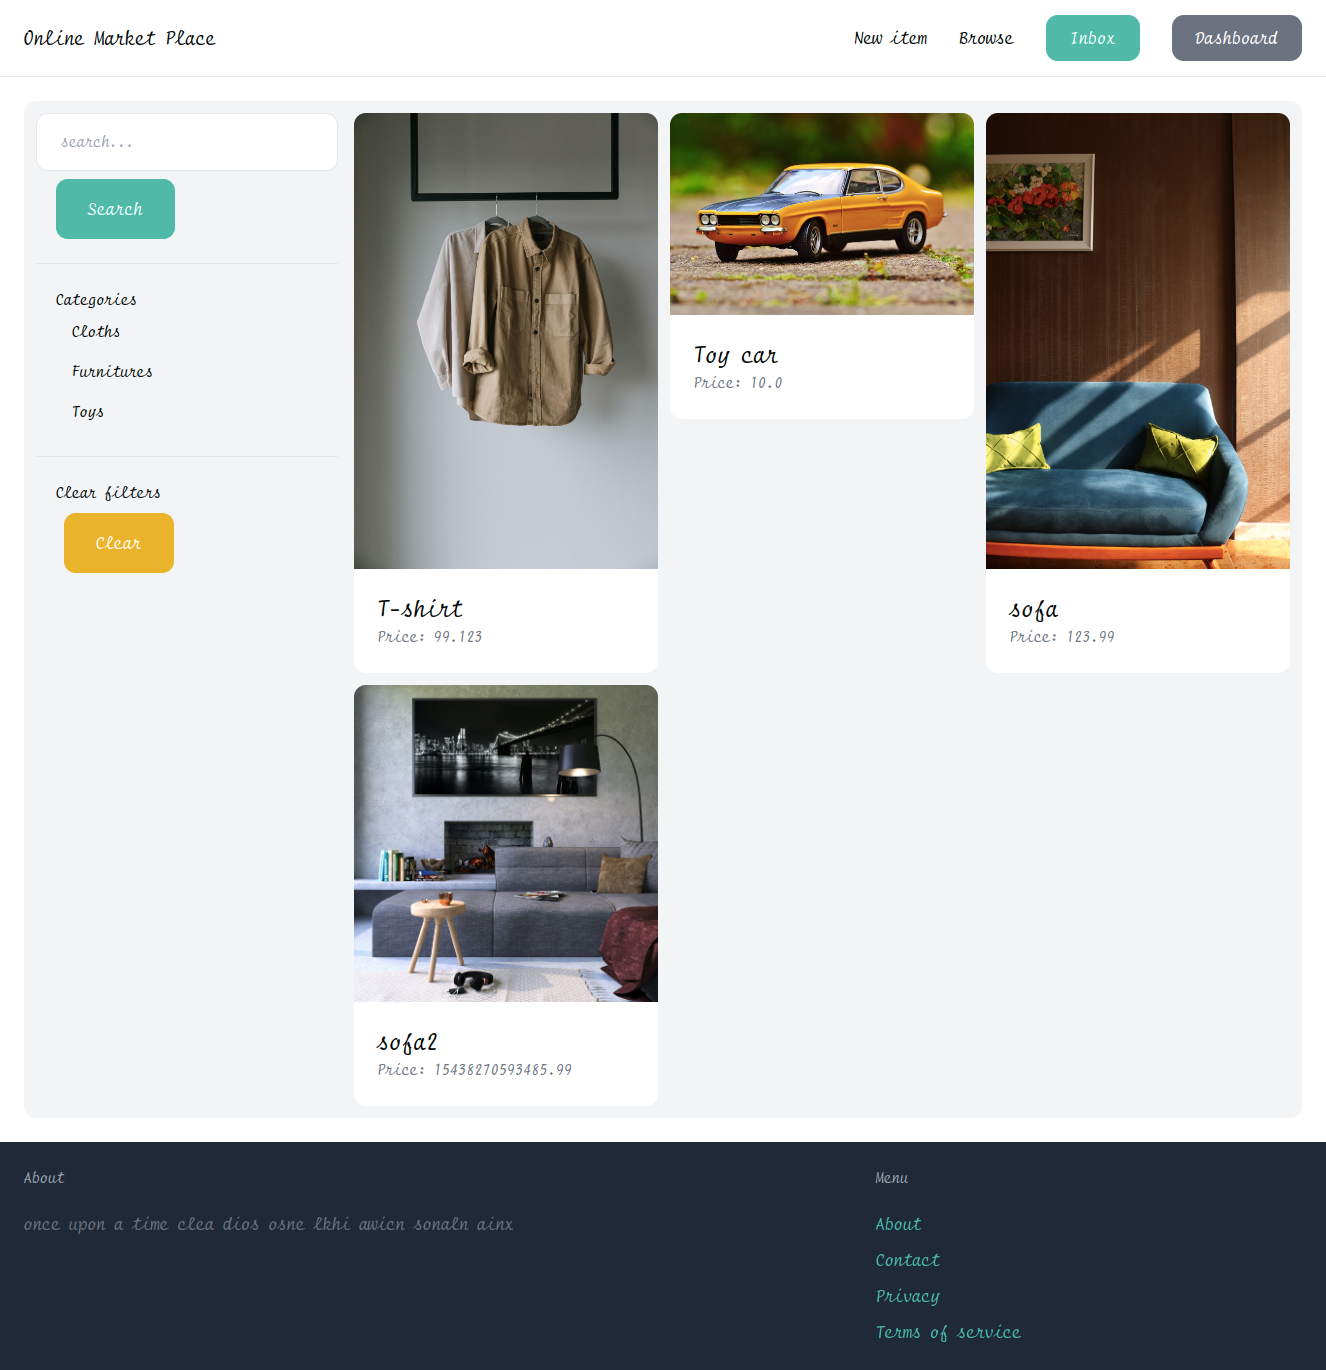 Online Market Place
New item
Browse
Inbox
Dashboard
search...
Search
Categories
Cloths
Furnitures
Toys
Clear filters
Clear
T-shirt
Price: 99.123
Toy car
Price: 10.0
sofa
Price: 123.99
sofa2
Price: 15438270593485.99
About
once upon a time clea dios osne lkhi awicn sonaln ainx
Menu
About
Contact
Privacy
Terms of service